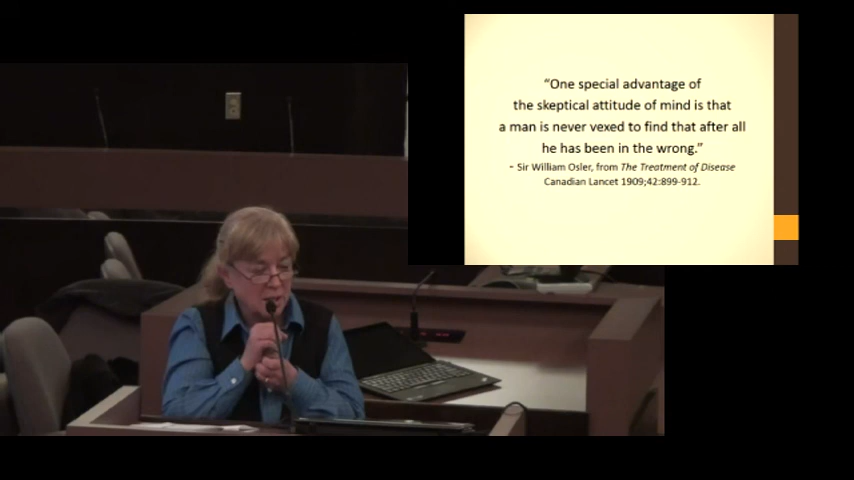 “One special advantage of
the skeptical attitude of mind is that
a man is never vexed to find that after all
he has been in the wrong.”
~ Sir William Osler, from The Treatment of Disease
Canadian Lancet 1909;42:899-912.